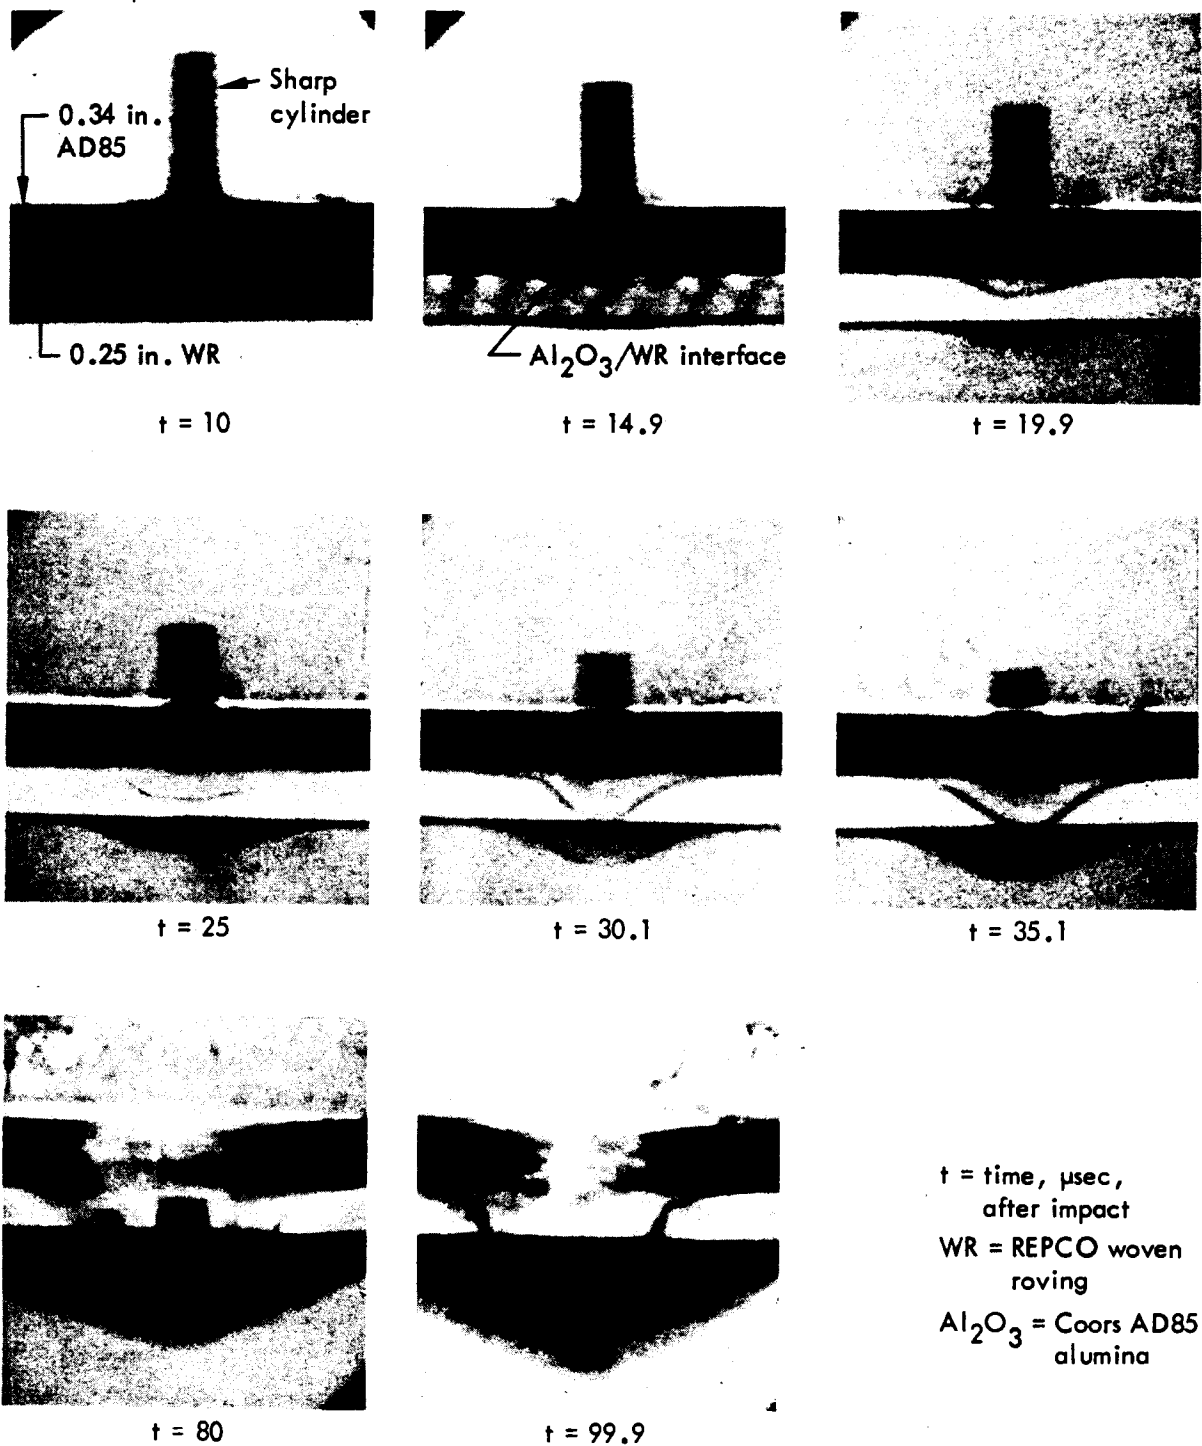 Sharp
cylinder
0.34 in.
AD85
0.25 in. WR
Al₂O₃/WR interface
t = 10
t = 14.9
t = 19.9
t = 25
t = 30.1
t = 35.1
t = time, μsec,
after impact
WR = REPCO woven
roving
Al₂O₃ = Coors AD85
alumina
t = 80
t = 99.9